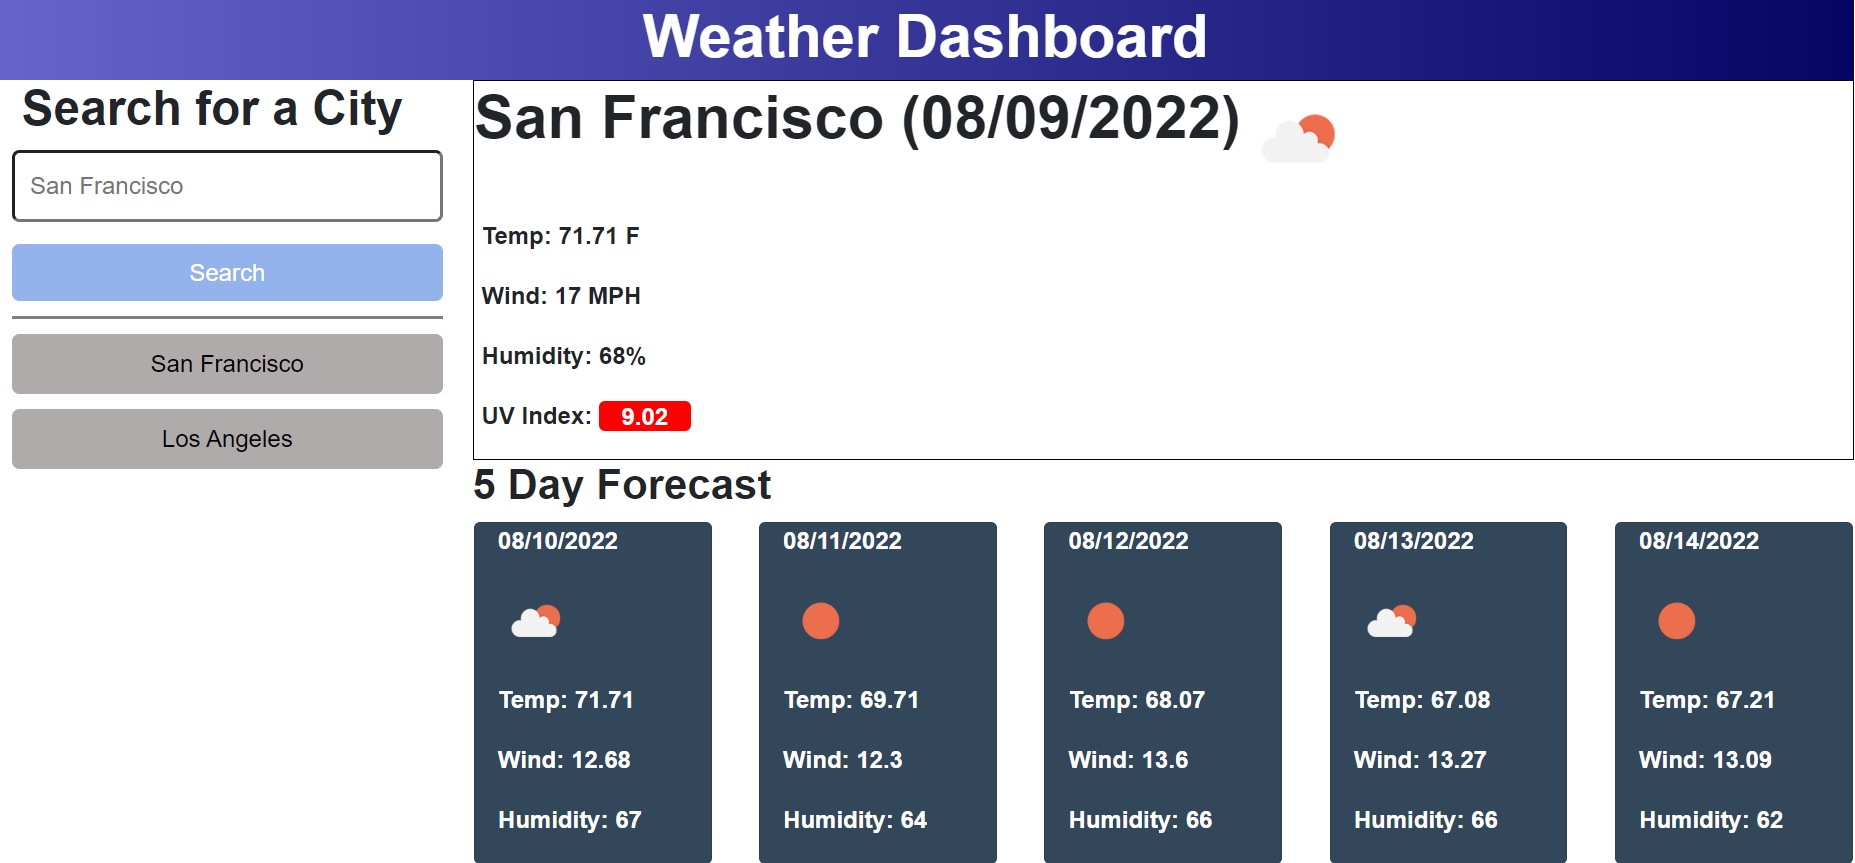 Weather Dashboard
Search for a City
San Francisco
Search
San Francisco
Los Angeles
San Francisco (08/09/2022)
Temp: 71.71 F
Wind: 17 MPH
Humidity: 68%
UV Index: 9.02
5 Day Forecast
08/10/2022
Temp: 71.71
Wind: 12.68
Humidity: 67
08/11/2022
Temp: 69.71
Wind: 12.3
Humidity: 64
08/12/2022
Temp: 68.07
Wind: 13.6
Humidity: 66
08/13/2022
Temp: 67.08
Wind: 13.27
Humidity: 66
08/14/2022
Temp: 67.21
Wind: 13.09
Humidity: 62